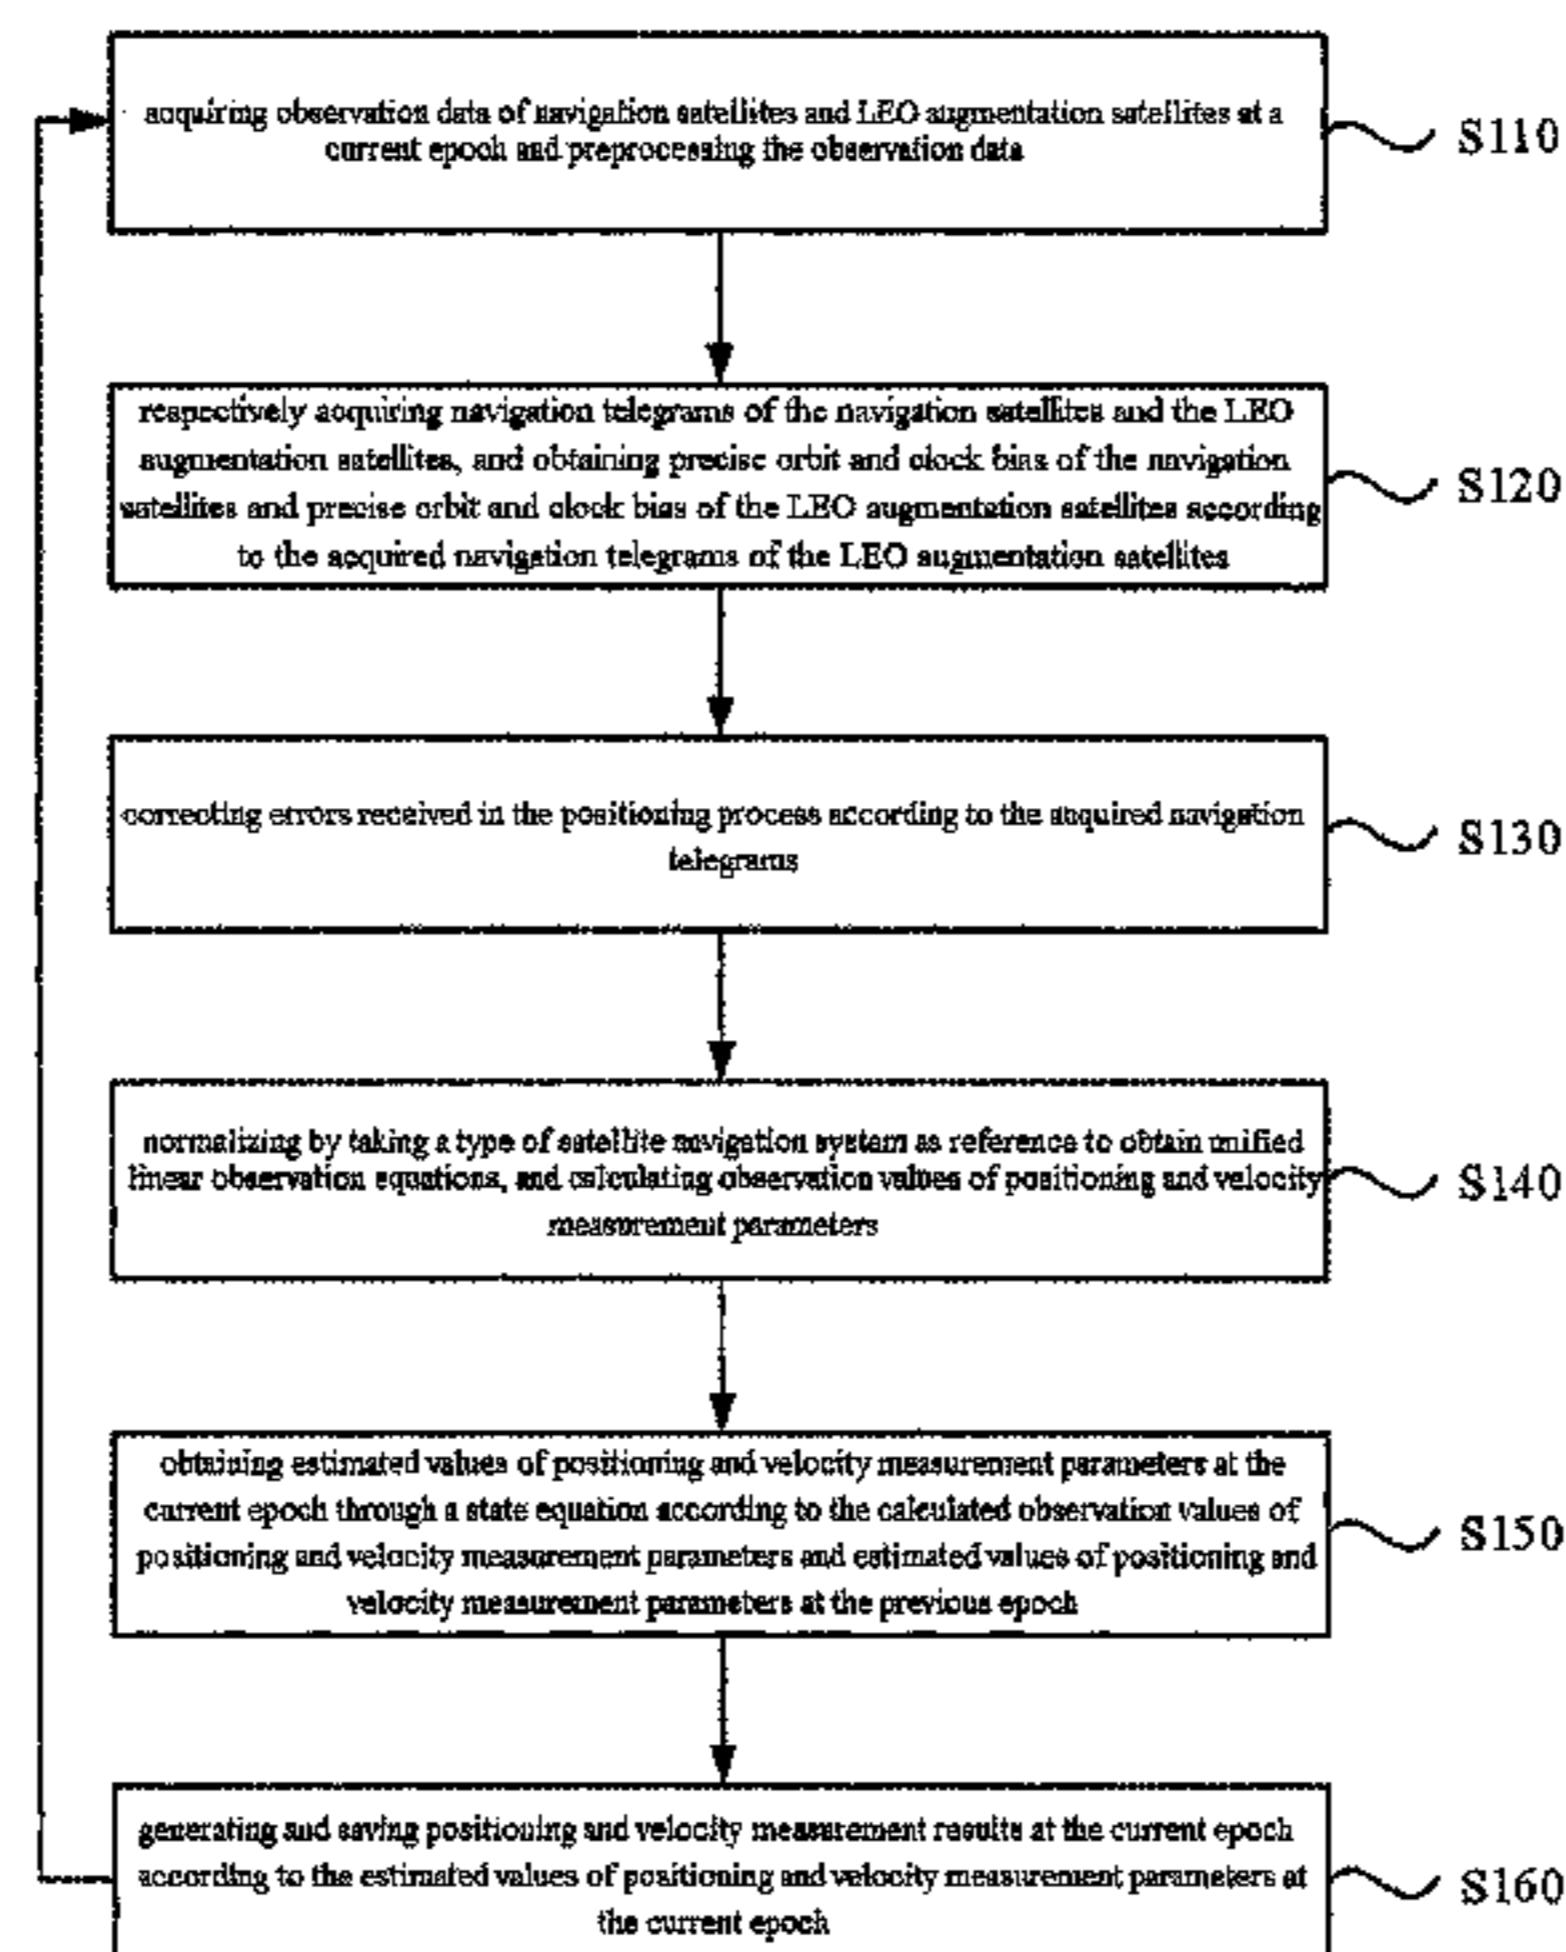 acquiring observation data of navigation satellites and LEO augmentation satellites at a
current epoch and preprocessing the observation data
S110
respectively acquiring navigation telegrams of the navigation satellites and the LEO
augmentation satellites, and obtaining precise orbit and clock bias of the navigation
satellites and precise orbit and clock bias of the LEO augmentation satellites according
to the acquired navigation telegrams of the LEO augmentation satellites
S120
correcting errors received in the positioning process according to the acquired navigation
telegrams
S130
normalizing by taking a type of satellite navigation system as reference to obtain unified
linear observation equations, and calculating observation values of positioning and velocity
measurement parameters
S140
obtaining estimated values of positioning and velocity measurement parameters at the
current epoch through a state equation according to the calculated observation values of
positioning and velocity measurement parameters and estimated values of positioning and
velocity measurement parameters at the previous epoch
S150
generating and saving positioning and velocity measurement results at the current epoch
according to the estimated values of positioning and velocity measurement parameters at
the current epoch
S160